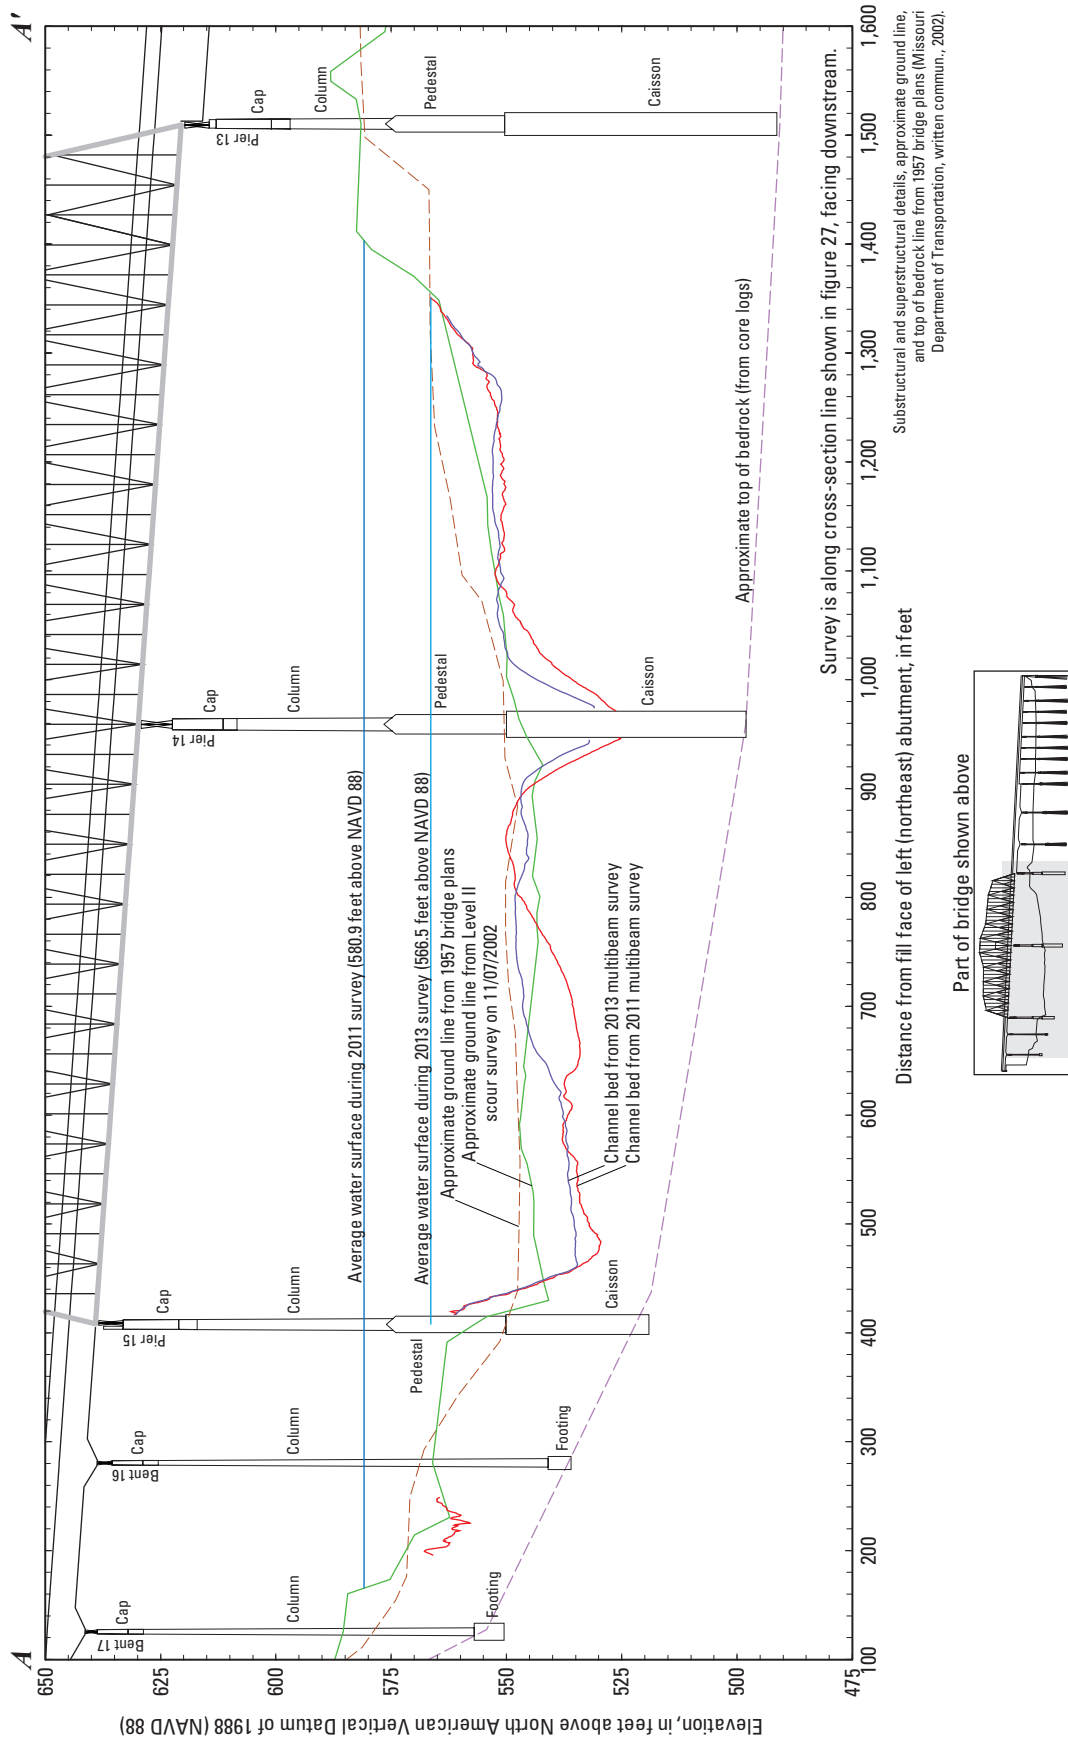 A
A'
Elevation, in feet above North American Vertical Datum of 1988 (NAVD 88)
650
625
600
575
550
525
500
475
100
200
300
400
500
600
700
800
900
1,000
1,100
1,200
1,300
1,400
1,500
1,600
Distance from fill face of left (northeast) abutment, in feet
Bent 17
Cap
Column
Footing
Bent 16
Cap
Column
Footing
Pier 15
Cap
Column
Pedestal
Caisson
Pier 14
Cap
Column
Pedestal
Caisson
Pier 13
Cap
Column
Pedestal
Caisson
Average water surface during 2011 survey (580.9 feet above NAVD 88)
Average water surface during 2013 survey (566.5 feet above NAVD 88)
Approximate ground line from 1957 bridge plans
Approximate ground line from Level II
scour survey on 11/07/2002
Channel bed from 2013 multibeam survey
Channel bed from 2011 multibeam survey
Approximate top of bedrock (from core logs)
Survey is along cross-section line shown in figure 27, facing downstream.
Substructural and superstructural details, approximate ground line,
and top of bedrock line from 1957 bridge plans (Missouri
Department of Transportation, written commun., 2002).
Part of bridge shown above